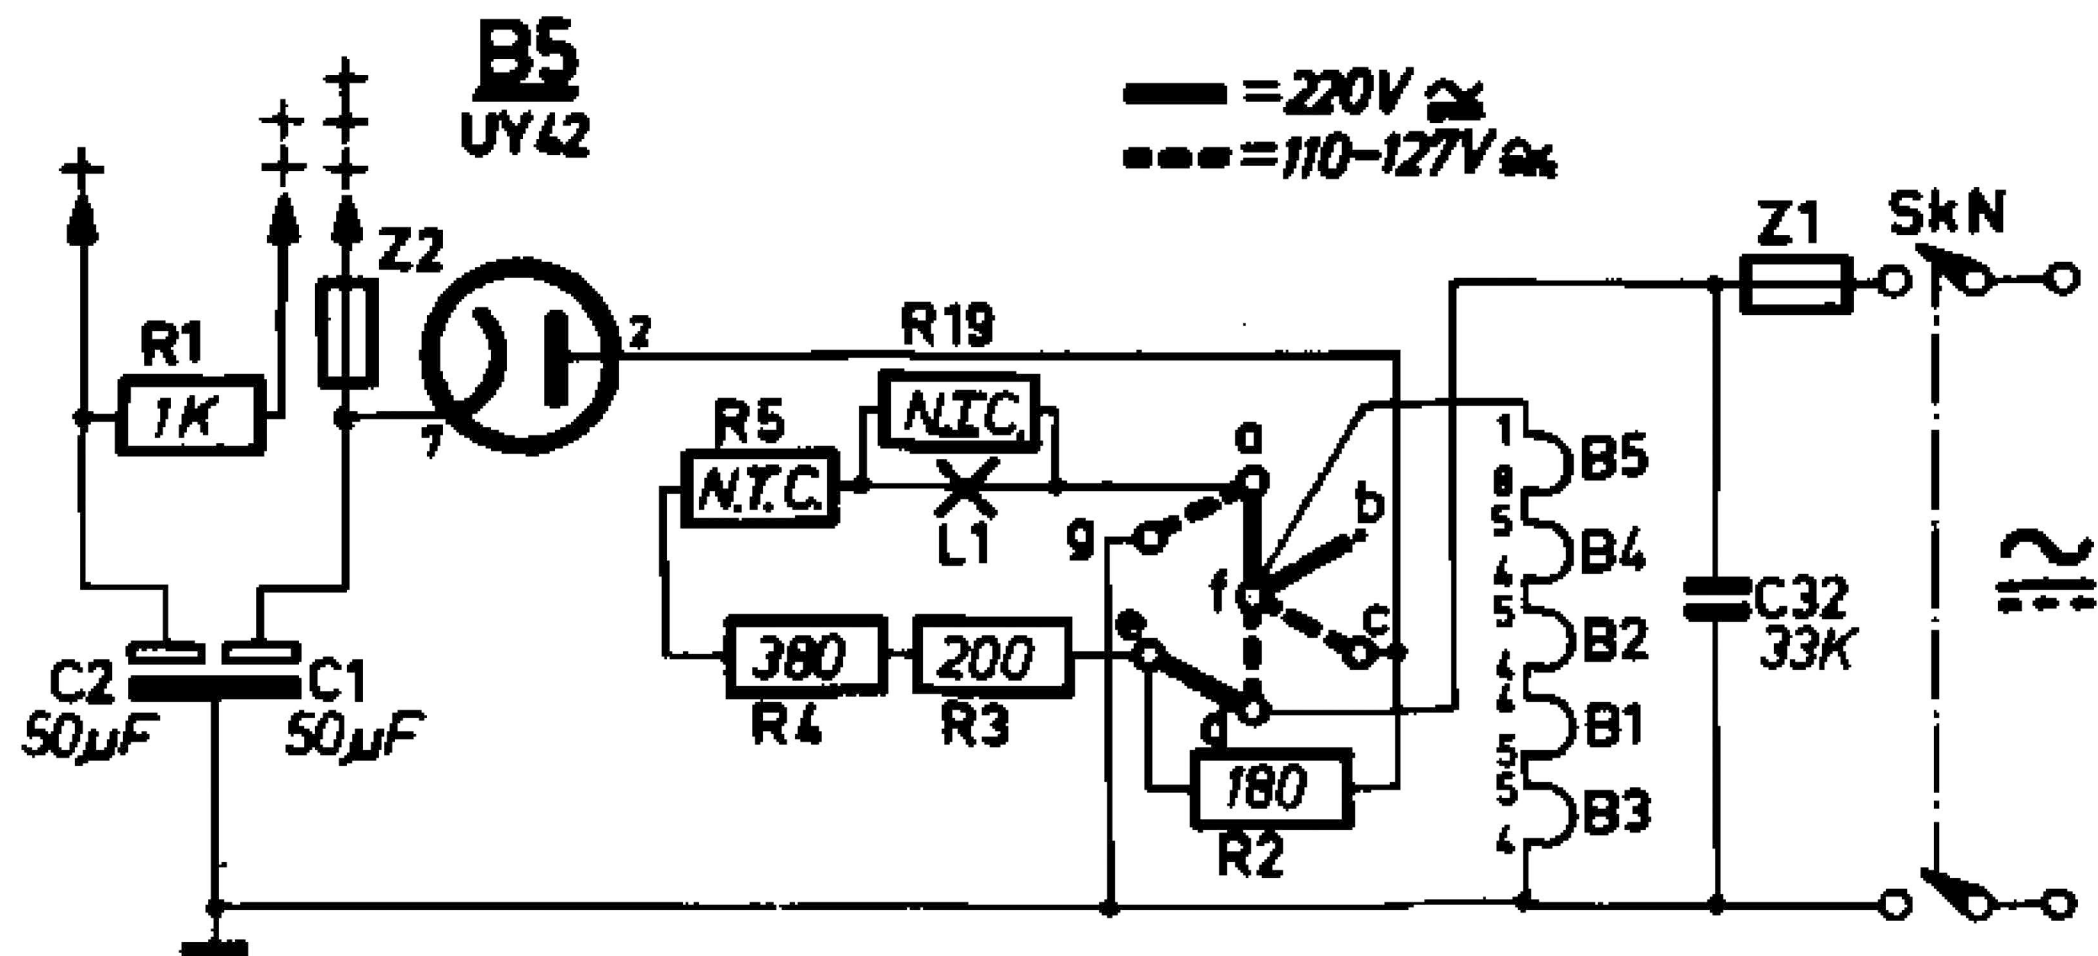 B5
UY42
=220V ≅
=110-127V ≅
+ + + + + +
Z2
Z1
SkN
R19
2
R1
1K
7
R5
N.T.C.
N.T.C.
a
1
B5
8
L1
g
b
5
B4
4
f
e
c
5
B2
4
C32
33K
380
200
C2
50µF
C1
50µF
R4
R3
d
4
B1
5
180
5
B3
4
R2